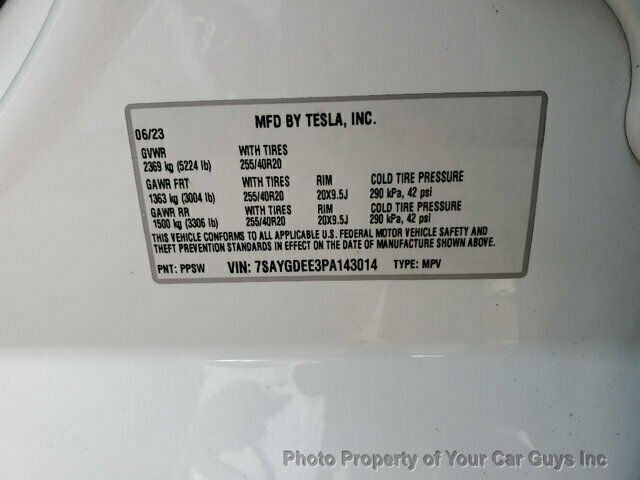 MFD BY TESLA, INC.
06/23
GVWR WITH TIRES
2369 kg (5224 lb) 255/40R20
GAWR FRT WITH TIRES RIM COLD TIRE PRESSURE
1363 kg (3004 lb) 255/40R20 20X9.5J 290 kPa, 42 psi
GAWR RR WITH TIRES RIM COLD TIRE PRESSURE
1500 kg (3306 lb) 255/40R20 20X9.5J 290 kPa, 42 psi
THIS VEHICLE CONFORMS TO ALL APPLICABLE U.S. FEDERAL MOTOR VEHICLE SAFETY AND
THEFT PREVENTION STANDARDS IN EFFECT ON THE DATE OF MANUFACTURE SHOWN ABOVE.
PNT: PPSW VIN: 7SAYGDEE3PA143014 TYPE: MPV
Photo Property of Your Car Guys Inc